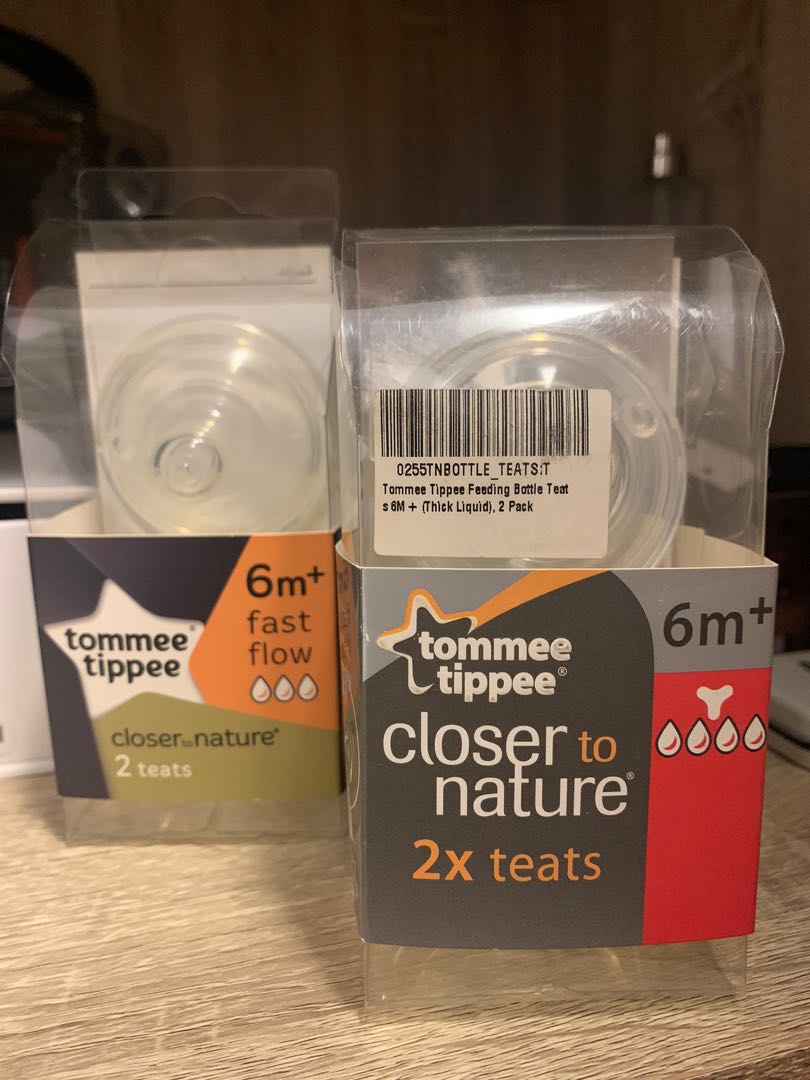 6m+
fast
flow
tommee®
tippee
closer to nature®
2 teats
0255TNBOTTLE_TEATS:T
Tommee Tippee Feeding Bottle Teat
s 6M + (Thick Liquid), 2 Pack
6m+
tommee
tippee®
closer to
nature®
2x teats